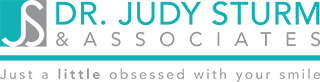 JS DR. JUDY STURM
& ASSOCIATES
Just a little obsessed with your smile